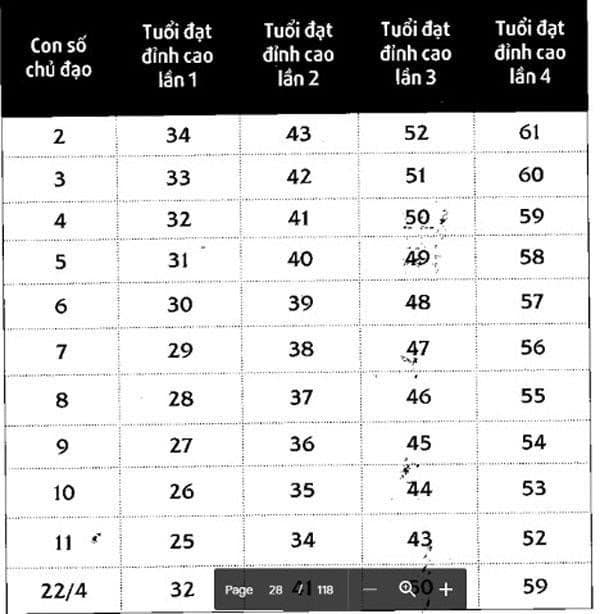 Con số chủ đạo Tuổi đạt đỉnh cao lần 1 Tuổi đạt đỉnh cao lần 2 Tuổi đạt đỉnh cao lần 3 Tuổi đạt đỉnh cao lần 4
2 34 43 52 61
3 33 42 51 60
4 32 41 50 59
5 31 40 49 58
6 30 39 48 57
7 29 38 47 56
8 28 37 46 55
9 27 36 45 54
10 26 35 44 53
11 25 34 43 52
22/4 32 41 50 59
Page 28 / 118 — +